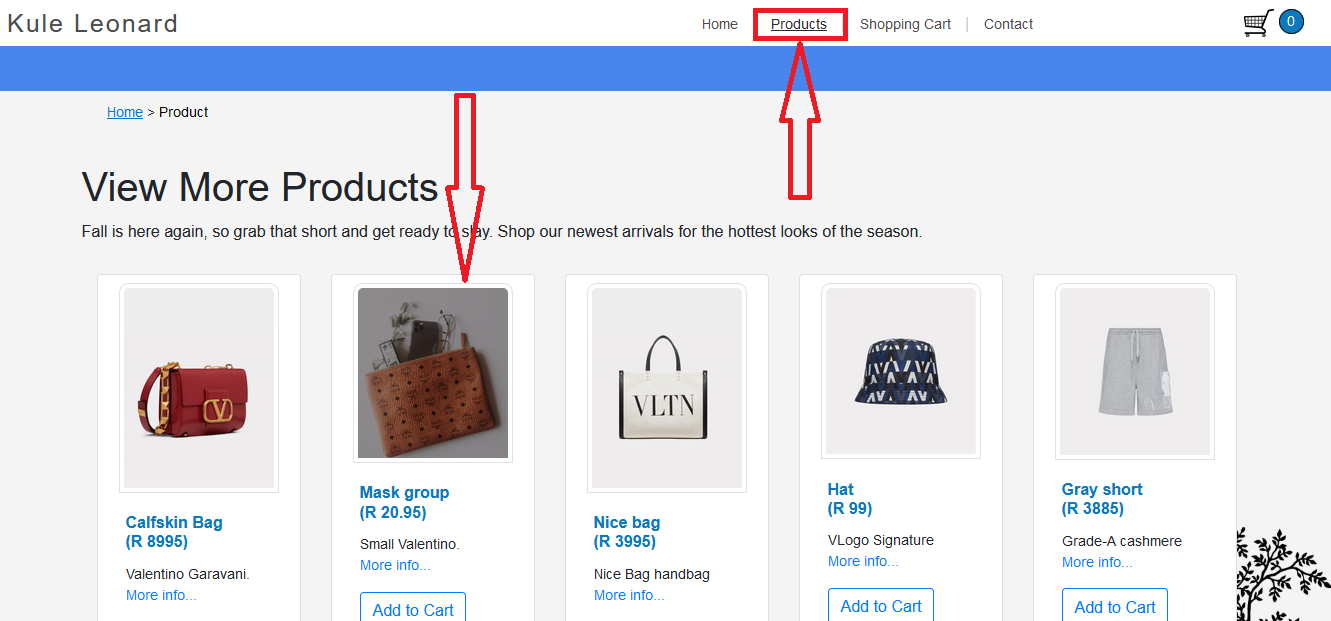 Kule Leonard
Home Products Shopping Cart | Contact
0
Home > Product
View More Products
Fall is here again, so grab that short and get ready to slay. Shop our newest arrivals for the hottest looks of the season.
VLTN
Calfskin Bag
(R 8995)
Valentino Garavani.
More info...
Mask group
(R 20.95)
Small Valentino.
More info...
Add to Cart
Nice bag
(R 3995)
Nice Bag handbag
More info...
Hat
(R 99)
VLogo Signature
More info...
Add to Cart
Gray short
(R 3885)
Grade-A cashmere
More info...
Add to Cart